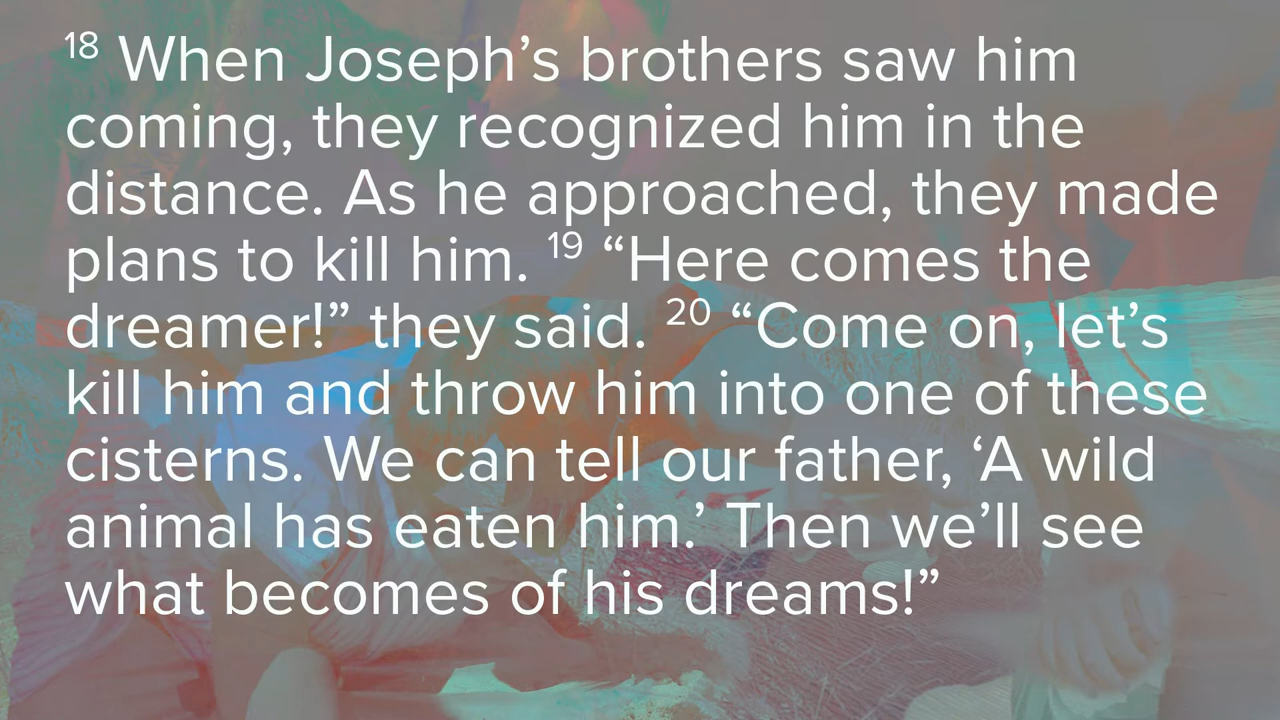 18 When Joseph’s brothers saw him
coming, they recognized him in the
distance. As he approached, they made
plans to kill him. 19 “Here comes the
dreamer!” they said. 20 “Come on, let’s
kill him and throw him into one of these
cisterns. We can tell our father, ‘A wild
animal has eaten him.’ Then we’ll see
what becomes of his dreams!”